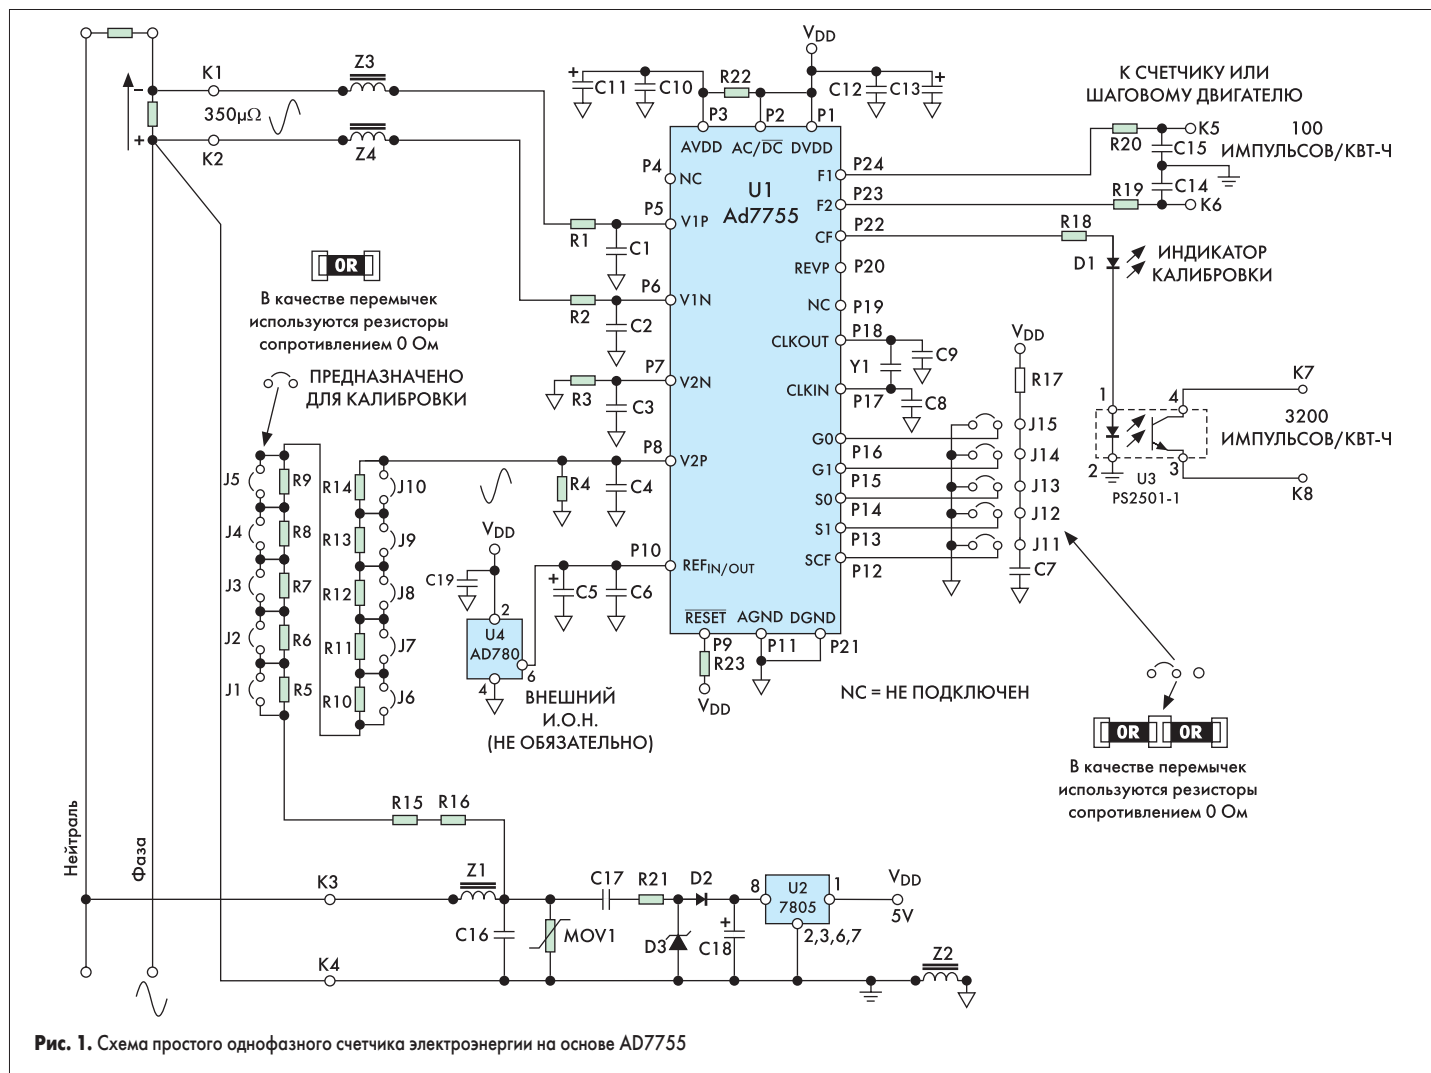 V_DD
Z3
K1
350μΩ
K2
Z4
C11
C10
R22
C12
C13
P3
P2
P1
AVDD
AC/DC
DVDD
К СЧЕТЧИКУ ИЛИ
ШАГОВОМУ ДВИГАТЕЛЮ
K5
100
ИМПУЛЬСОВ/КВТ-Ч
R20
C15
R19
C14
K6
U1
Ad7755
P4
NC
P5
V1P
R1
C1
P6
V1N
R2
C2
P7
V2N
R3
C3
P8
V2P
R4
C4
P10
REF_IN/OUT
C5
C6
F1
P24
F2
P23
CF
P22
REVP
P20
NC
P19
CLKOUT
P18
CLKIN
P17
Y1
C9
C8
G0
P16
G1
P15
S0
P14
S1
P13
SCF
P12
RESET
AGND
DGND
P9
P11
P21
R23
V_DD
R18
D1
ИНДИКАТОР
КАЛИБРОВКИ
V_DD
R17
J15
J14
J13
J12
J11
C7
1
2
4
3
U3
PS2501-1
K7
3200
ИМПУЛЬСОВ/КВТ-Ч
K8
0R
В качестве перемычек
используются резисторы
сопротивлением 0 Ом
ПРЕДНАЗНАЧЕНО
ДЛЯ КАЛИБРОВКИ
J5
R9
J4
R8
J3
R7
J2
R6
J1
R5
R14
J10
R13
J9
R12
J8
R11
J7
R10
J6
V_DD
C19
2
U4
AD780
6
4
ВНЕШНИЙ
И.О.Н.
(НЕ ОБЯЗАТЕЛЬНО)
NC = НЕ ПОДКЛЮЧЕН
0R 0R
В качестве перемычек
используются резисторы
сопротивлением 0 Ом
Нейтраль
Фаза
R15
R16
K3
Z1
C17
R21
D2
8
U2
7805
1
V_DD
5V
2,3,6,7
C16
MOV1
D3
C18
K4
Z2
Рис. 1. Схема простого однофазного счетчика электроэнергии на основе AD7755